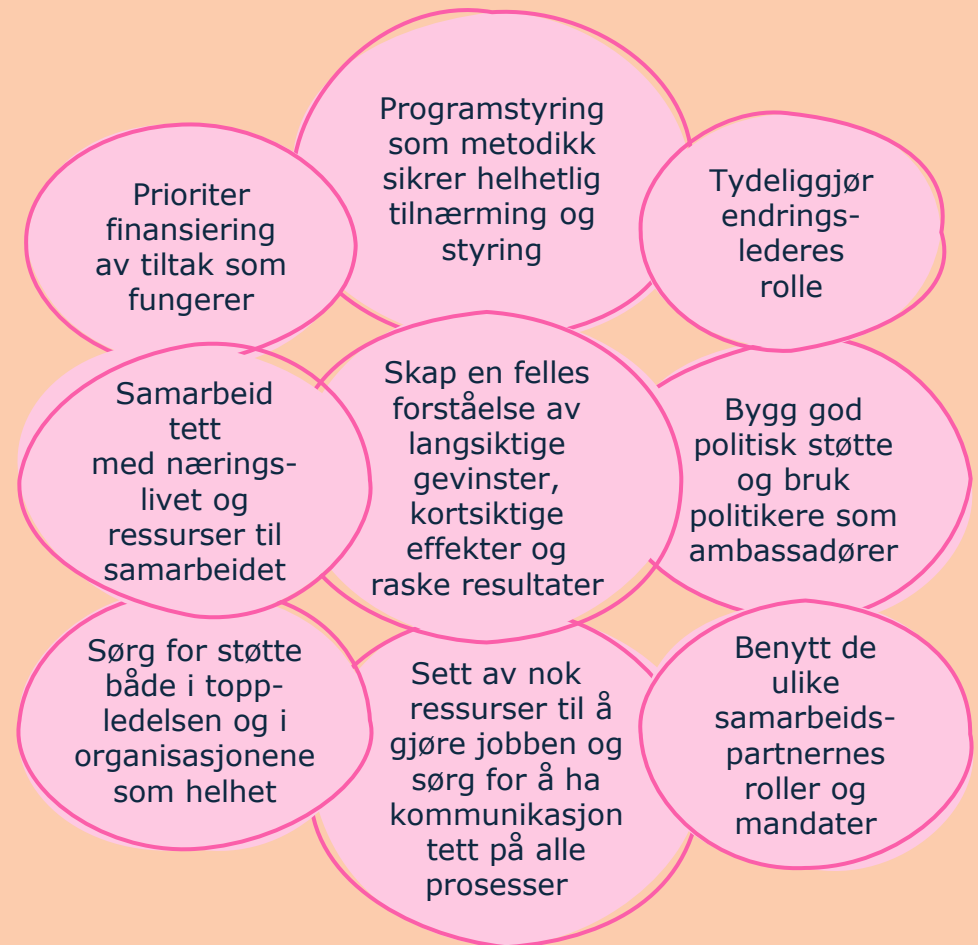 Programstyring
som metodikk
sikrer helhetlig
tilnærming og
styring
Prioriter
finansiering
av tiltak som
fungerer
Tydeliggjør
endrings-
lederes
rolle
Samarbeid
tett
med nærings-
livet og
ressurser til
samarbeidet
Skap en felles
forståelse av
langsiktige
gevinster,
kortsiktige
effekter og
raske resultater
Bygg god
politisk støtte
og bruk
politikere som
ambassadører
Sørg for støtte
både i topp-
ledelsen og i
organisasjonene
som helhet
Sett av nok
ressurser til å
gjøre jobben og
sørg for å ha
kommunikasjon
tett på alle
prosesser
Benytt de
ulike
samarbeids-
partnernes
roller og
mandater